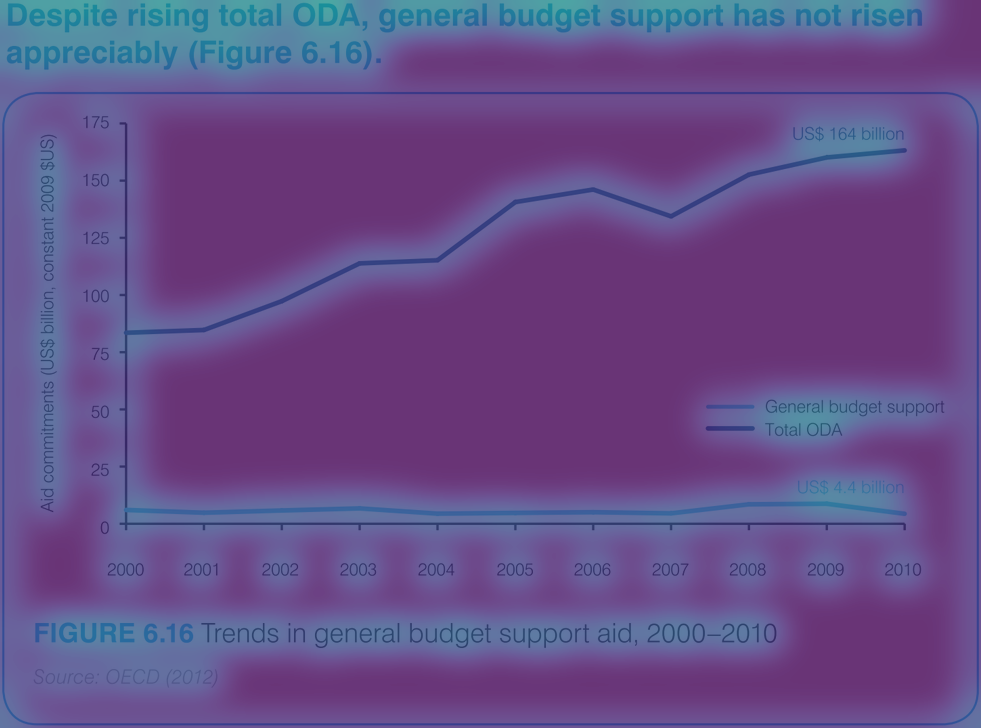 Despite rising total ODA, general budget support has not risen
appreciably (Figure 6.16).
Aid commitments (US$ billion, constant 2009 $US)
175
150
125
100
75
50
25
0
US$ 164 billion
General budget support
Total ODA
US$ 4.4 billion
2000 2001 2002 2003 2004 2005 2006 2007 2008 2009 2010
FIGURE 6.16 Trends in general budget support aid, 2000–2010
Source: OECD (2012)